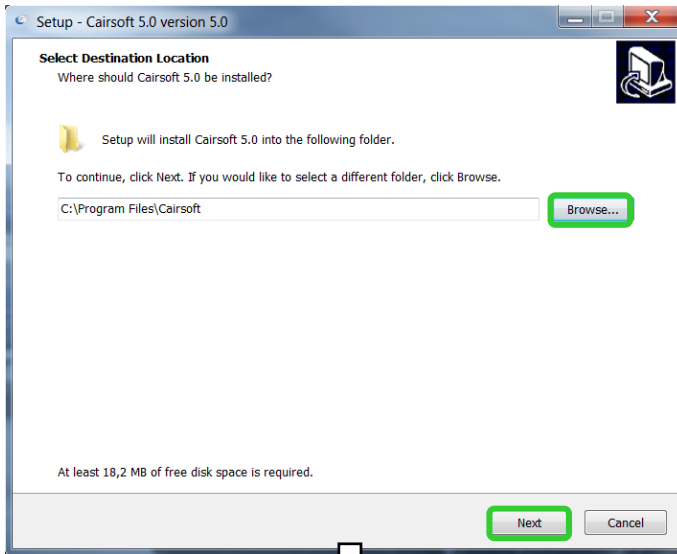 Setup - Cairsoft 5.0 version 5.0
Select Destination Location
Where should Cairsoft 5.0 be installed?
Setup will install Cairsoft 5.0 into the following folder.
To continue, click Next. If you would like to select a different folder, click Browse.
C:\Program Files\Cairsoft
Browse...
At least 18,2 MB of free disk space is required.
Next
Cancel